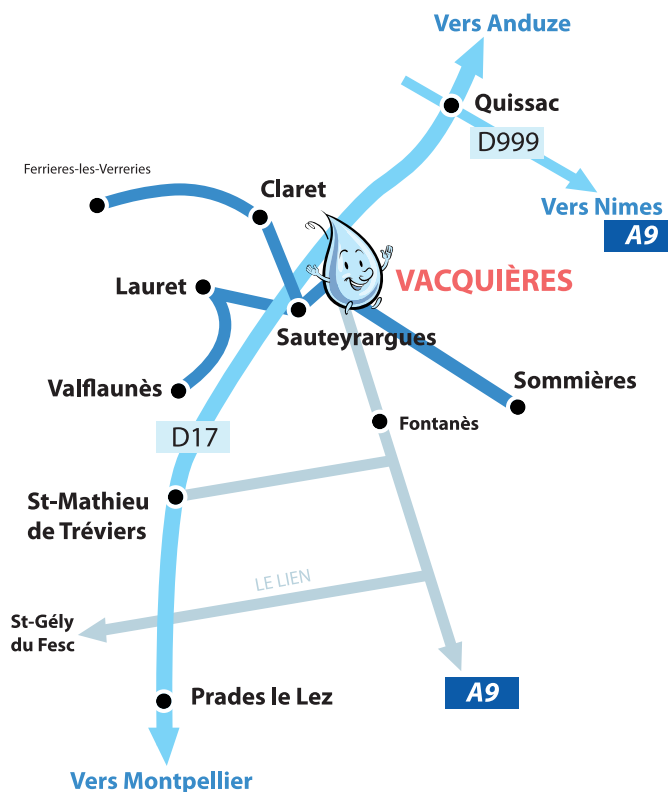 Vers Anduze
Quissac
D999
Ferrieres-les-Verreries
Claret
Vers Nimes
A9
VACQUIÈRES
Lauret
Sauteyrargues
Valflaunès
Sommières
Fontanès
D17
St-Mathieu
de Tréviers
LE LIEN
St-Gély
du Fesc
Prades le Lez
A9
Vers Montpellier